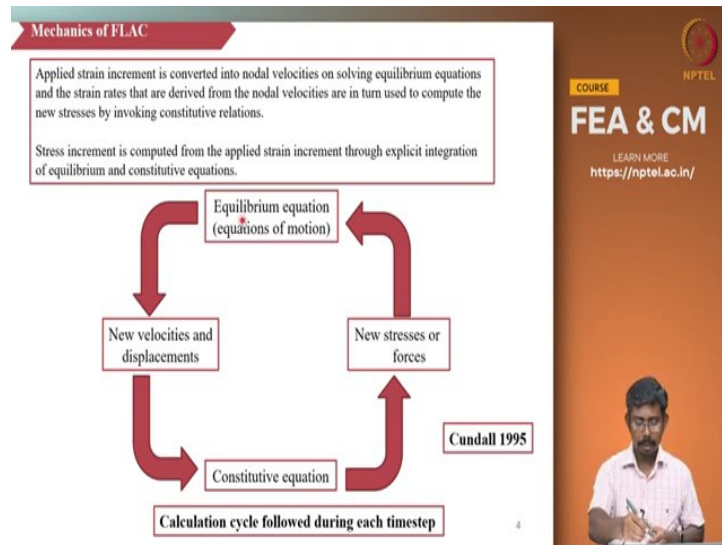 Mechanics of FLAC
Applied strain increment is converted into nodal velocities on solving equilibrium equations
and the strain rates that are derived from the nodal velocities are in turn used to compute the
new stresses by invoking constitutive relations.
Stress increment is computed from the applied strain increment through explicit integration
of equilibrium and constitutive equations.
Equilibrium equation
(equations of motion)
New velocities and
displacements
New stresses or
forces
Cundall 1995
Constitutive equation
Calculation cycle followed during each timestep
4
NPTEL
COURSE
FEA & CM
LEARN MORE
https://nptel.ac.in/